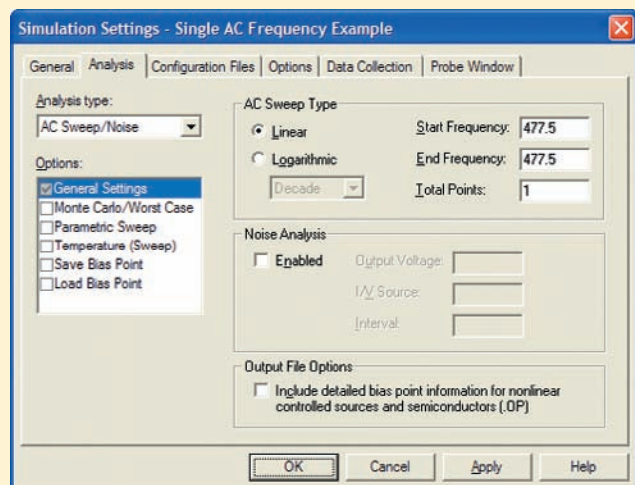 Simulation Settings - Single AC Frequency Example
General Analysis Configuration Files Options Data Collection Probe Window
Analysis type:
AC Sweep/Noise
Options:
General Settings
Monte Carlo/Worst Case
Parametric Sweep
Temperature (Sweep)
Save Bias Point
Load Bias Point
AC Sweep Type
Linear
Logarithmic
Decade
Start Frequency: 477.5
End Frequency: 477.5
Total Points: 1
Noise Analysis
Enabled
Output Voltage:
I/V Source:
Interval:
Output File Options
Include detailed bias point information for nonlinear
controlled sources and semiconductors (.OP)
OK Cancel Apply Help